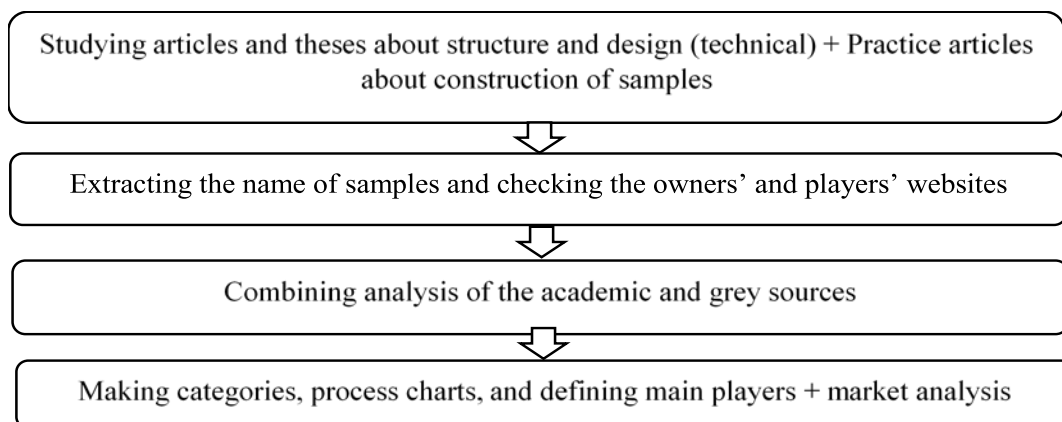 Studying articles and theses about structure and design (technical) + Practice articles
about construction of samples
Extracting the name of samples and checking the owners’ and players’ websites
Combining analysis of the academic and grey sources
Making categories, process charts, and defining main players + market analysis